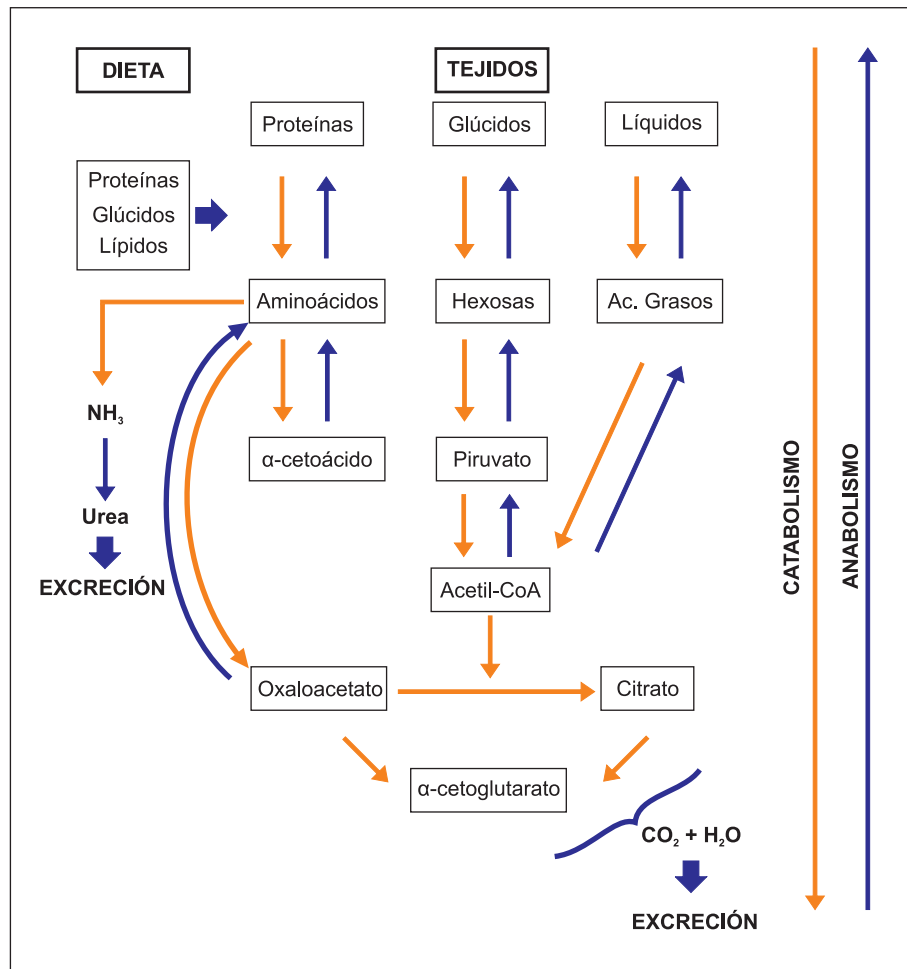 DIETA
TEJIDOS
Proteínas
Glúcidos
Líquidos
Proteínas
Glúcidos
Lípidos
Aminoácidos
Hexosas
Ac. Grasos
NH₃
α-cetoácido
Piruvato
Urea
EXCRECIÓN
Acetil-CoA
Oxaloacetato
Citrato
α-cetoglutarato
CO₂ + H₂O
EXCRECIÓN
CATABOLISMO
ANABOLISMO